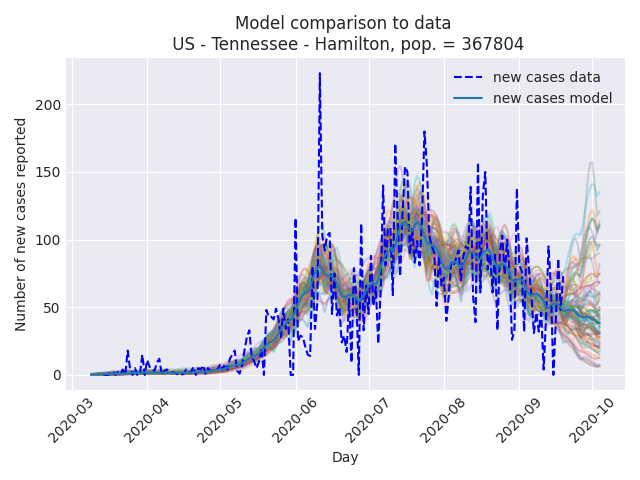 Model comparison to data
US - Tennessee - Hamilton, pop. = 367804
new cases data
new cases model
Number of new cases reported
200
150
100
50
0
2020-03
2020-04
2020-05
2020-06
2020-07
2020-08
2020-09
2020-10
Day